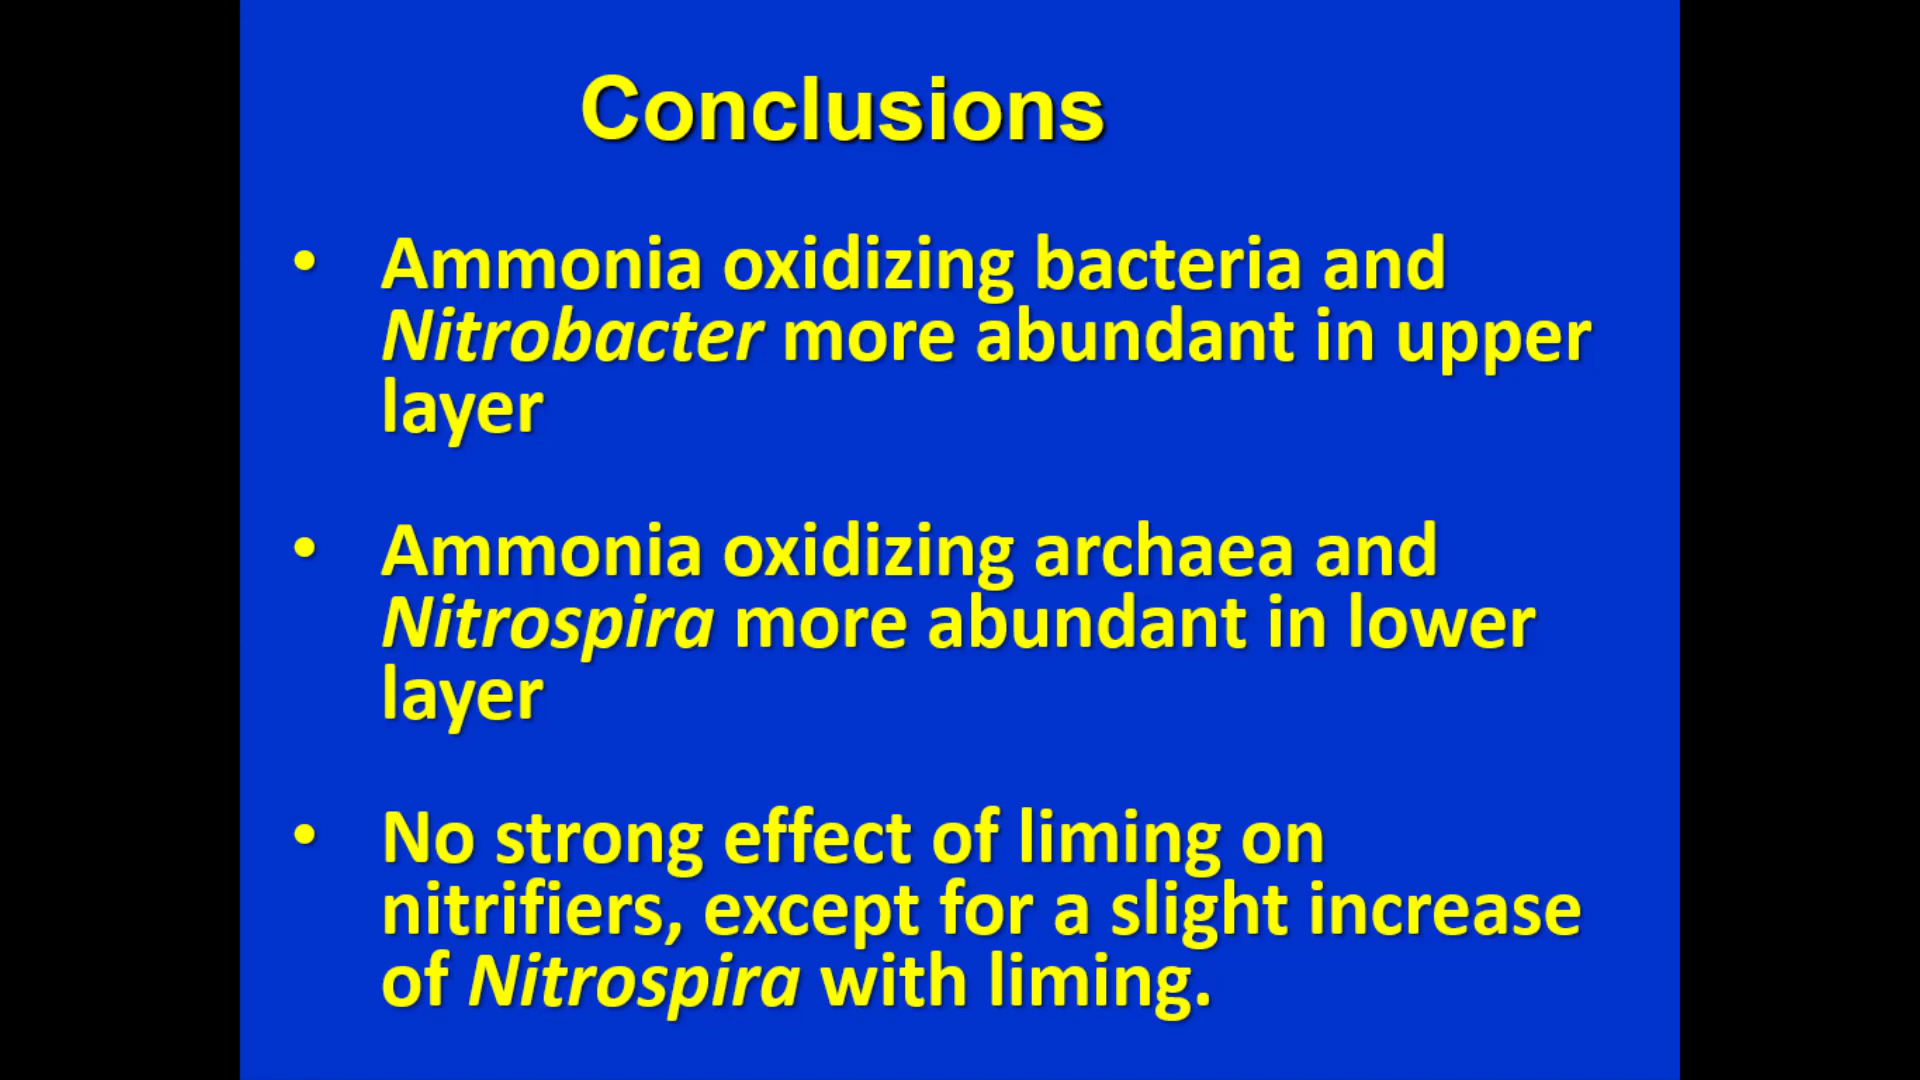 Conclusions
• Ammonia oxidizing bacteria and
Nitrobacter more abundant in upper
layer
• Ammonia oxidizing archaea and
Nitrospira more abundant in lower
layer
• No strong effect of liming on
nitrifiers, except for a slight increase
of Nitrospira with liming.